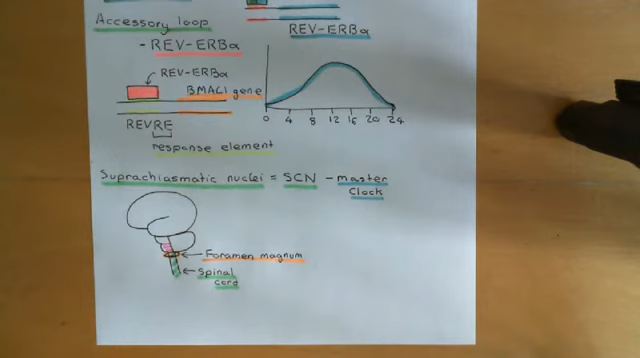 Accessory loop
REV-ERBα
- REV-ERBα
REV-ERBα
BMAL1 gene
REVRE
response element
0 4 8 12 16 20 24
Suprachiasmatic nuclei = SCN - master
clock
Foramen magnum
Spinal
cord